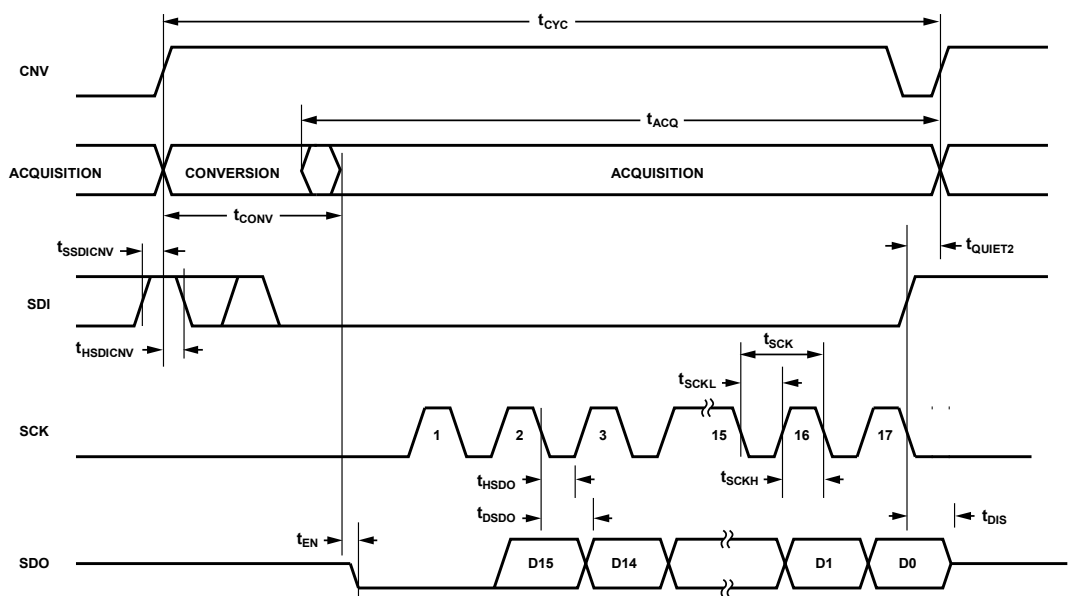 tCYC
CNV
tACQ
ACQUISITION
CONVERSION
ACQUISITION
tCONV
tSSDICNV
tQUIET2
SDI
tHSDICNV
tSCK
tSCKL
SCK
1
2
3
15
16
17
tHSDO
tSCKH
tDSDO
tDIS
tEN
SDO
D15
D14
D1
D0